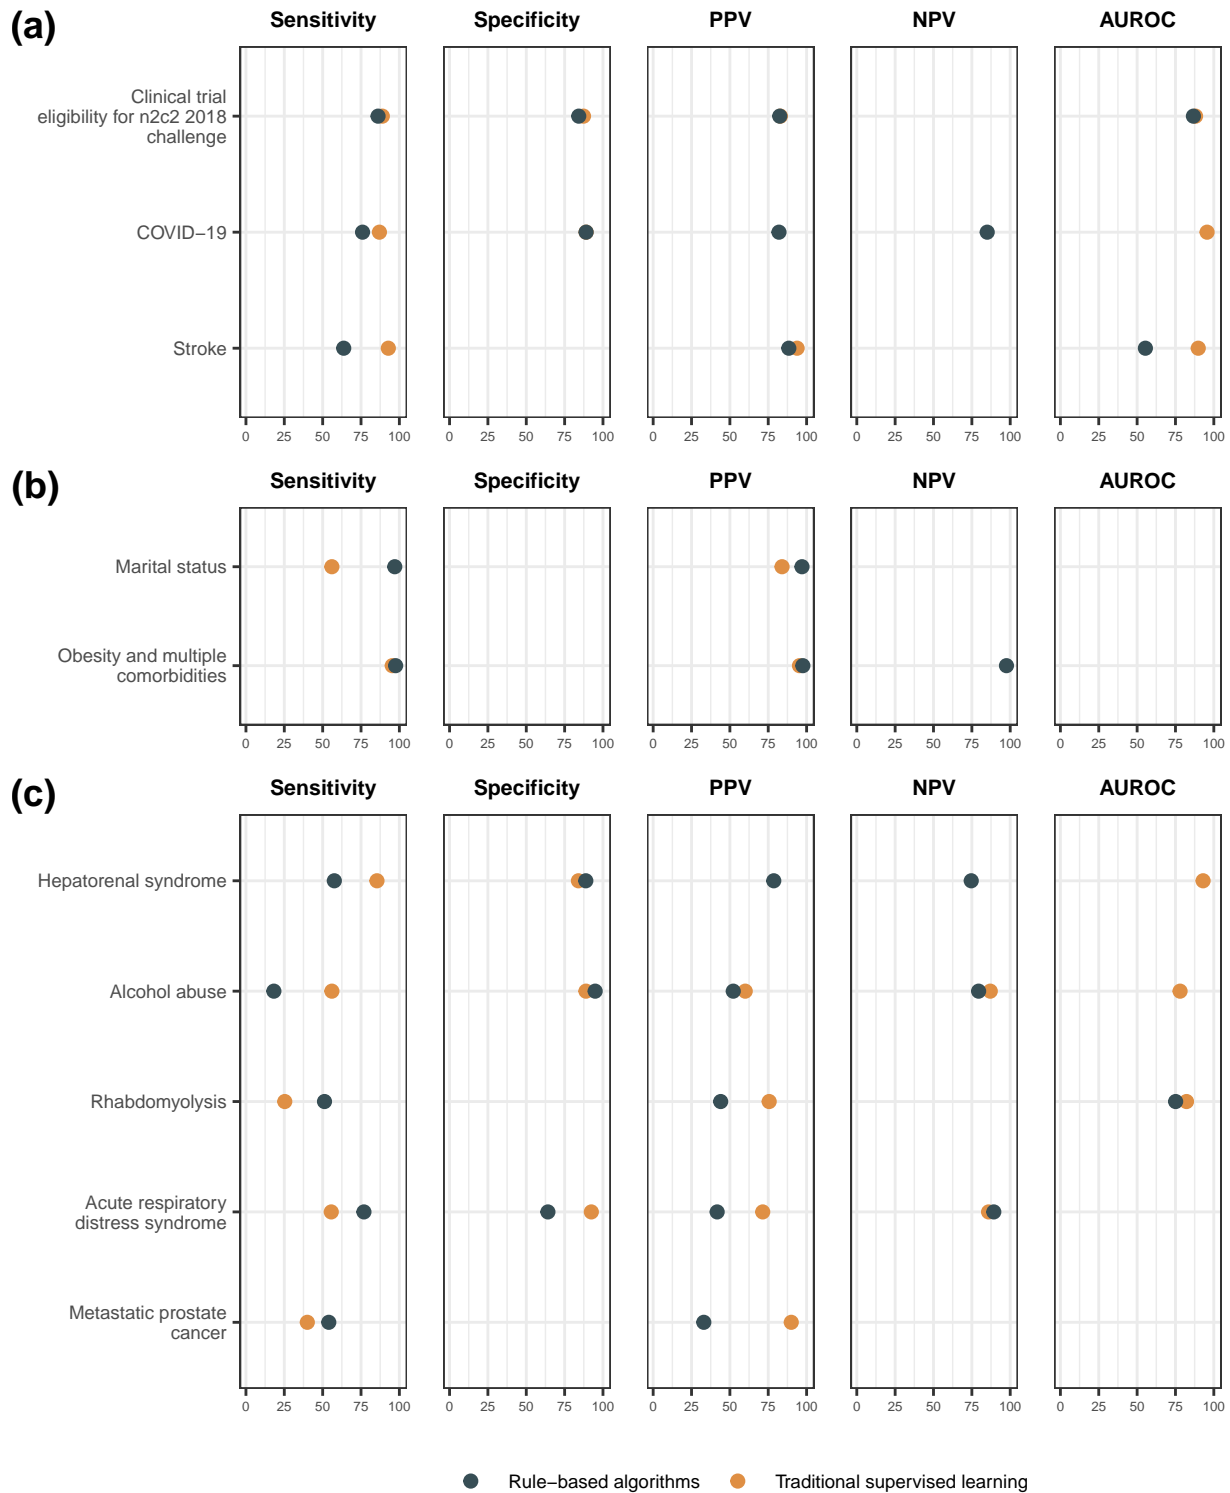 (a)
Sensitivity
Specificity
PPV
NPV
AUROC
Clinical trial
eligibility for n2c2 2018
challenge
COVID−19
Stroke
0 25 50 75 100
0 25 50 75 100
0 25 50 75 100
0 25 50 75 100
0 25 50 75 100
(b)
Sensitivity
Specificity
PPV
NPV
AUROC
Marital status
Obesity and multiple
comorbidities
0 25 50 75 100
0 25 50 75 100
0 25 50 75 100
0 25 50 75 100
0 25 50 75 100
(c)
Sensitivity
Specificity
PPV
NPV
AUROC
Hepatorenal syndrome
Alcohol abuse
Rhabdomyolysis
Acute respiratory
distress syndrome
Metastatic prostate
cancer
0 25 50 75 100
0 25 50 75 100
0 25 50 75 100
0 25 50 75 100
0 25 50 75 100
Rule−based algorithms
Traditional supervised learning